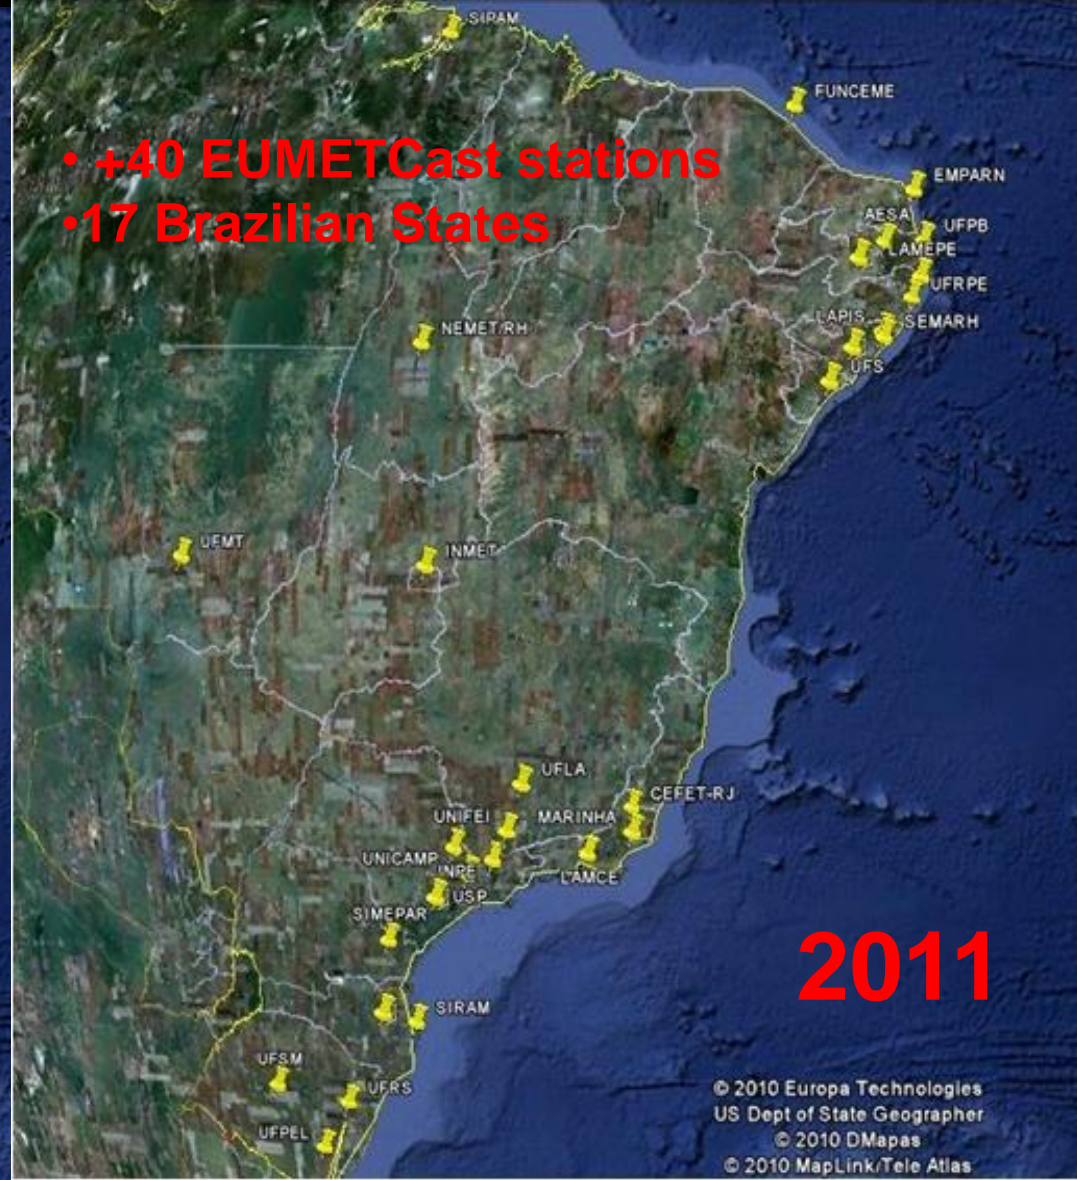 SIPAM
FUNCEME
• +40 EUMETCast stations
•17 Brazilian States
EMPARN
AESA
UFPB
LAMEPE
UFRPE
LAPIS
SEMARH
NEMET/RH
UFS
UFMT
INMET
UFLA
CEFET-RJ
UNIFEI
MARINHA
UNICAMP
INPE
LAMCE
USP
SIMEPAR
2011
SIRAM
UFSM
UFRS
UFPEL
© 2010 Europa Technologies
US Dept of State Geographer
© 2010 DMapas
© 2010 MapLink/Tele Atlas